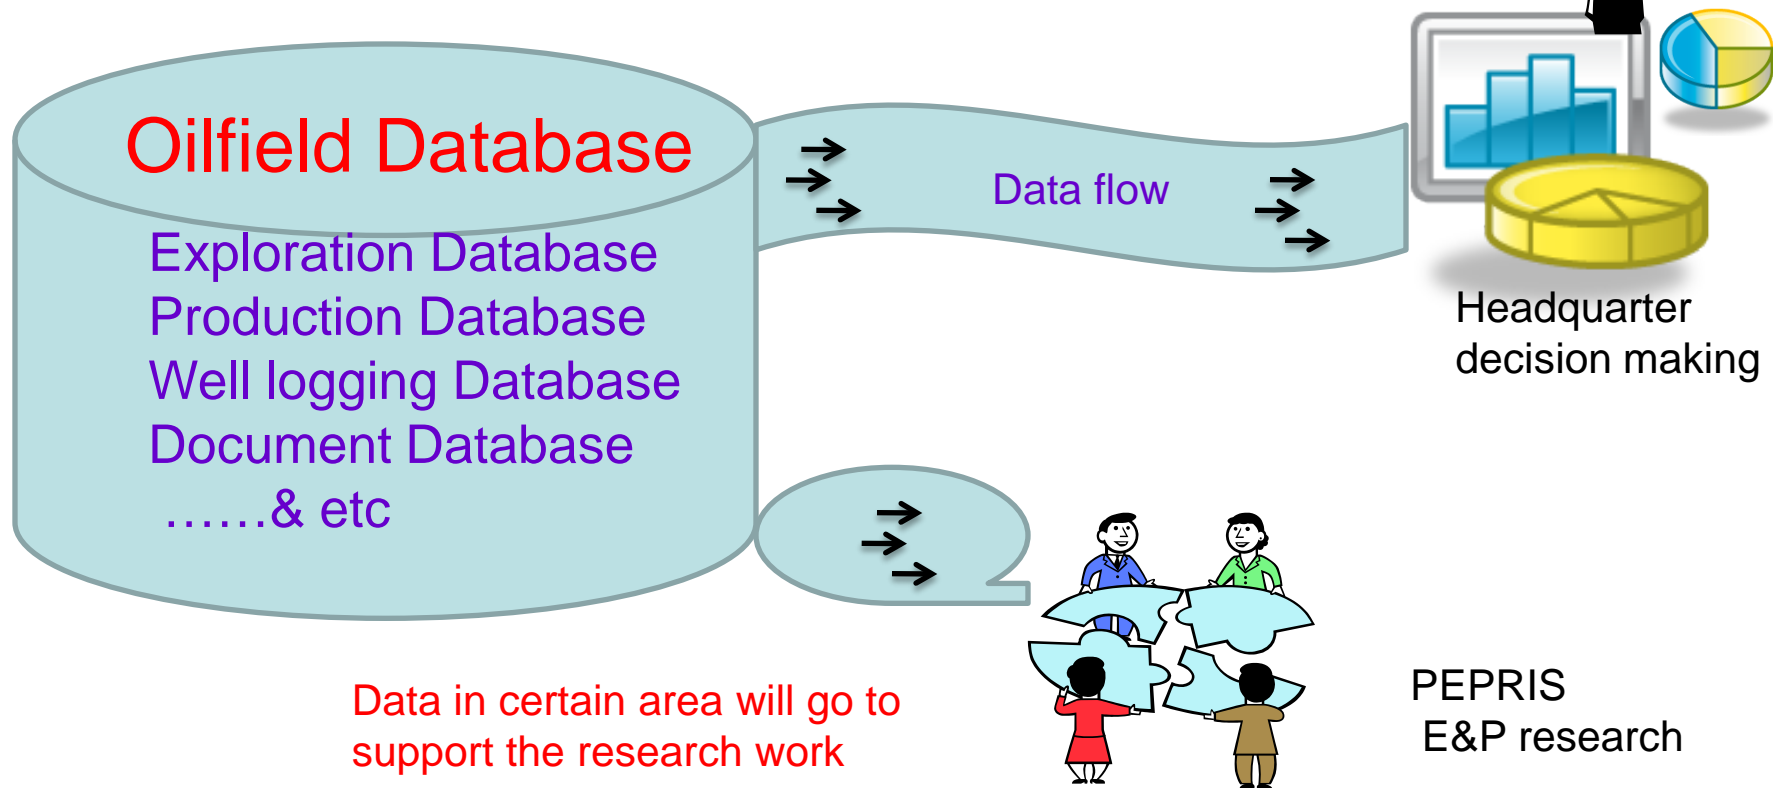 Oilfield Database
Exploration Database
Production Database
Well logging Database
Document Database
……& etc
Data flow
Headquarter
decision making
Data in certain area will go to
support the research work
PEPRIS
E&P research